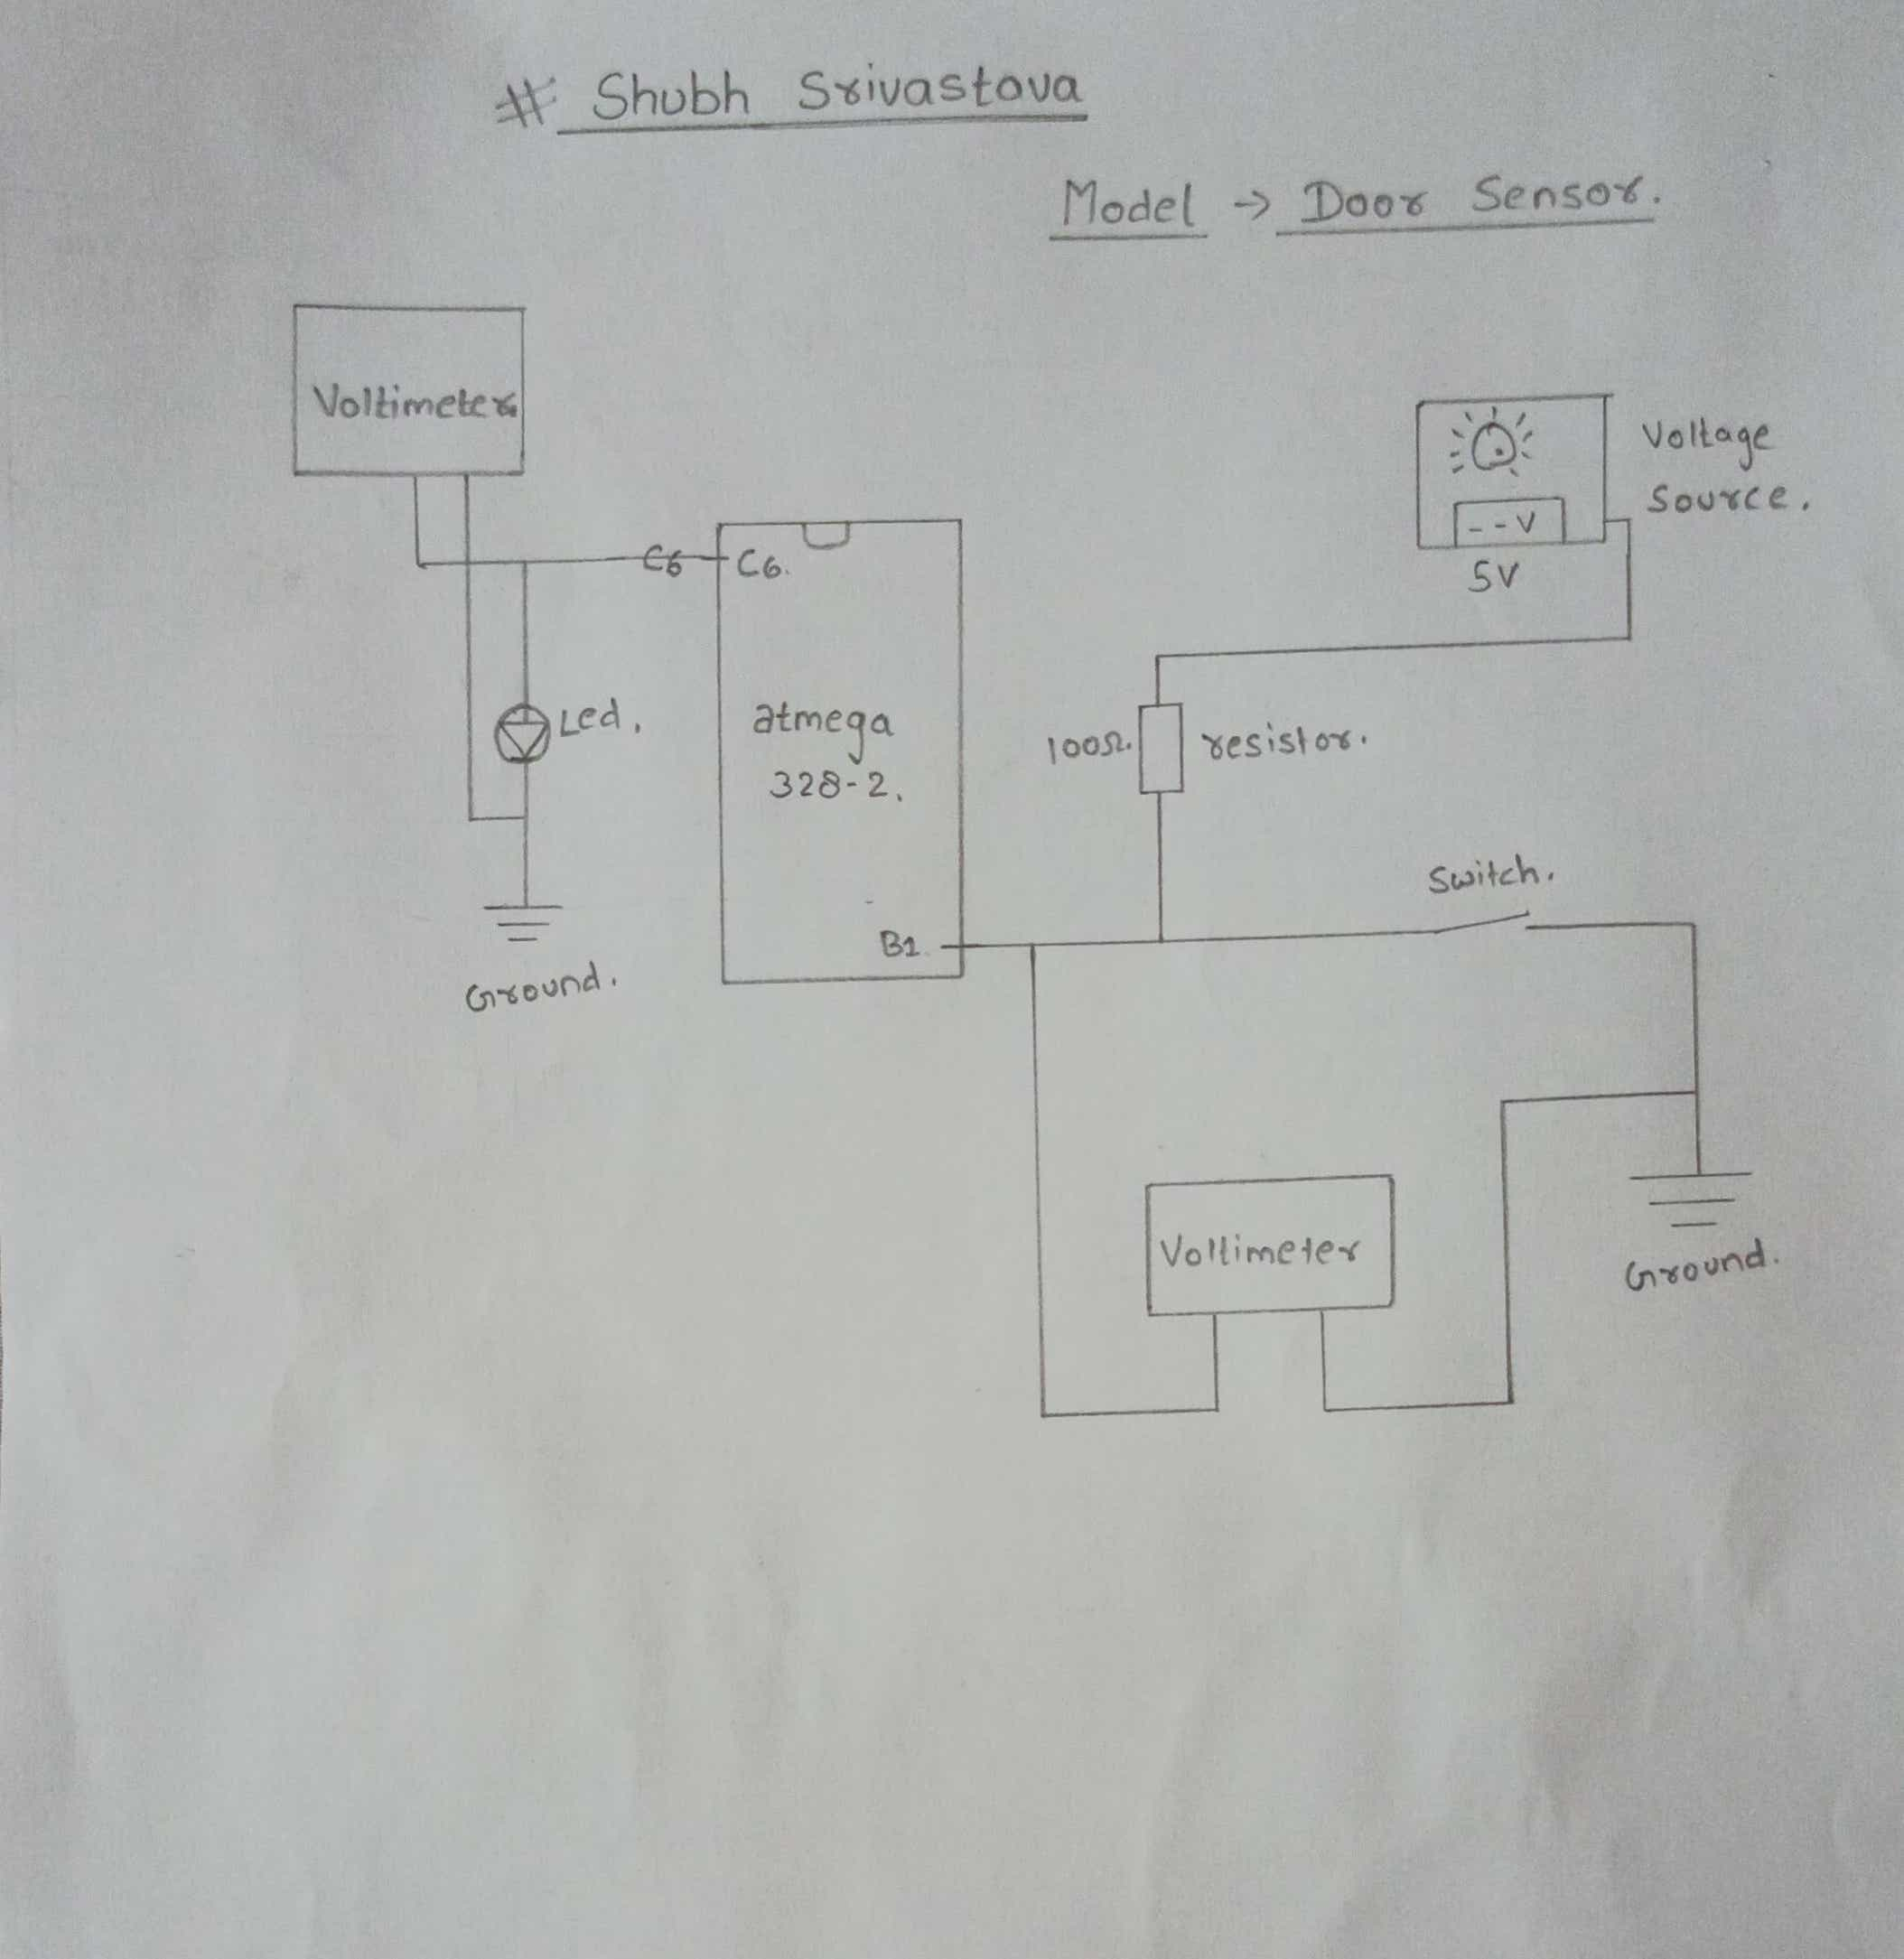 # Shubh Srivastava
Model → Door Sensor.
Voltimeter
Voltage
Source.
--V
5V
C6
C6.
Led.
atmega
328-2.
100Ω.
resistor.
Switch.
B1
Ground.
Voltimeter
Ground.